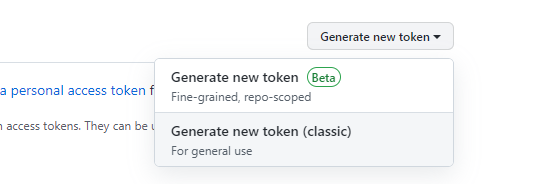 Generate new token
Generate new token Beta
a personal access token
Fine-grained, repo-scoped
access tokens. They can be
Generate new token (classic)
For general use